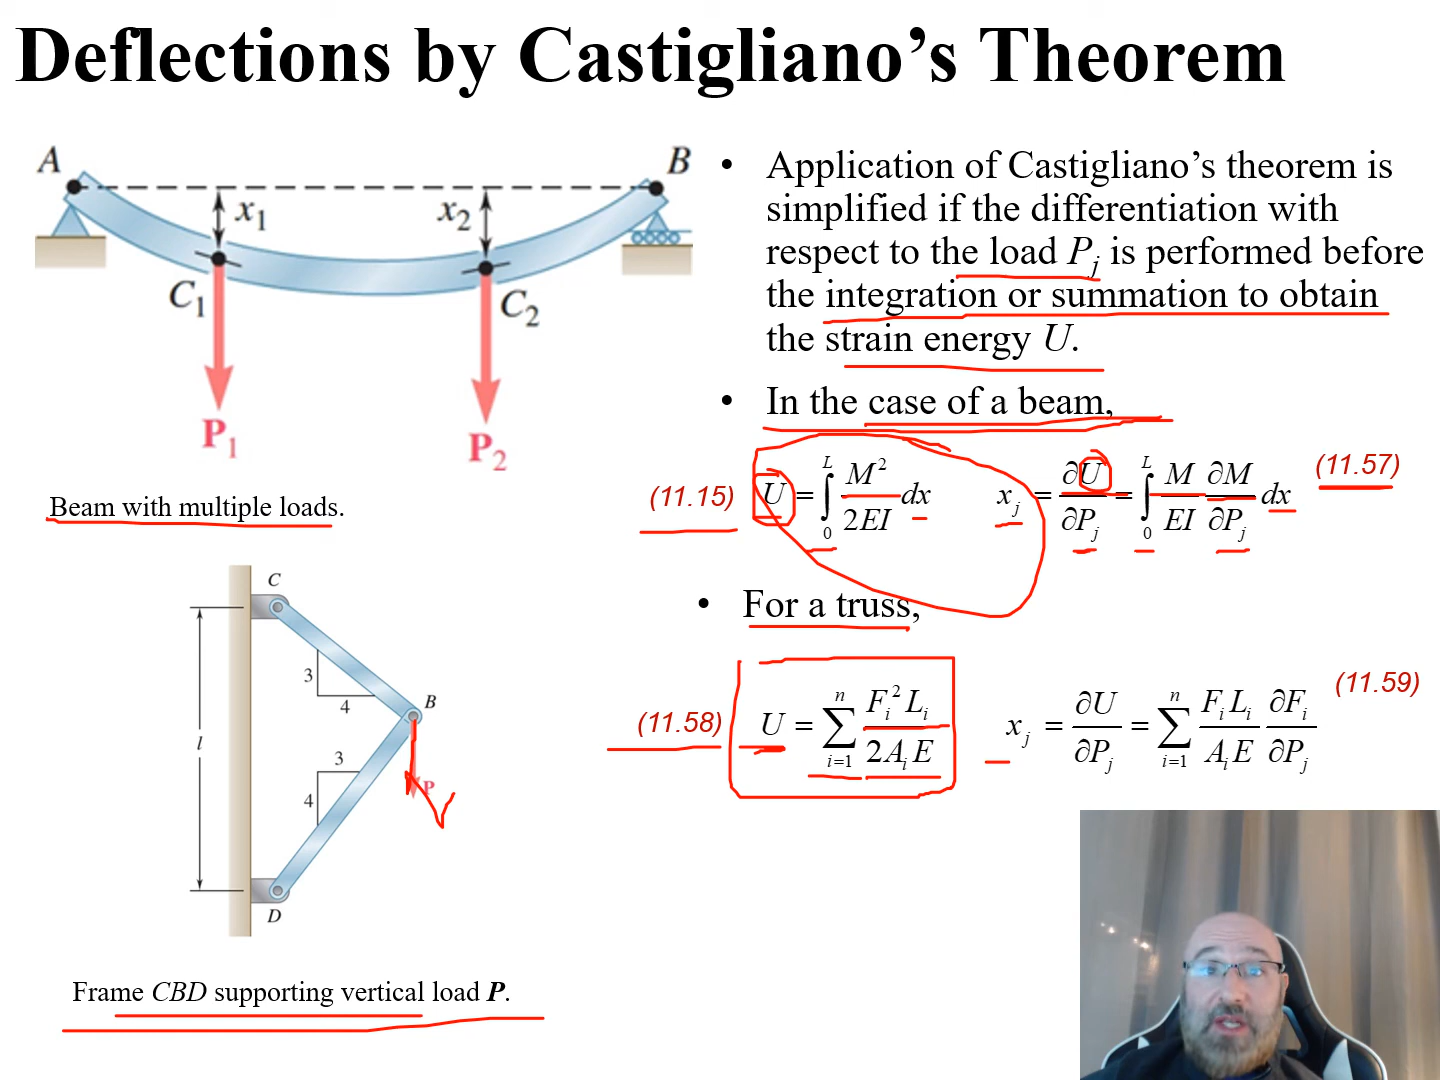 Deflections by Castigliano’s Theorem
A
B
x₁
x₂
C₁
C₂
P₁
P₂
Beam with multiple loads.
C
3
4
B
l
3
4
P
D
Frame CBD supporting vertical load P.
• Application of Castigliano’s theorem is
simplified if the differentiation with
respect to the load Pⱼ is performed before
the integration or summation to obtain
the strain energy U.
• In the case of a beam,
(11.15) U = ∫₀ᴸ M²/2EI dx xⱼ = ∂U/∂Pⱼ = ∫₀ᴸ M/EI ∂M/∂Pⱼ dx (11.57)
• For a truss,
(11.58) U = ∑ᵢ₌₁ⁿ Fᵢ²Lᵢ/2AᵢE xⱼ = ∂U/∂Pⱼ = ∑ᵢ₌₁ⁿ FᵢLᵢ/AᵢE ∂Fᵢ/∂Pⱼ (11.59)